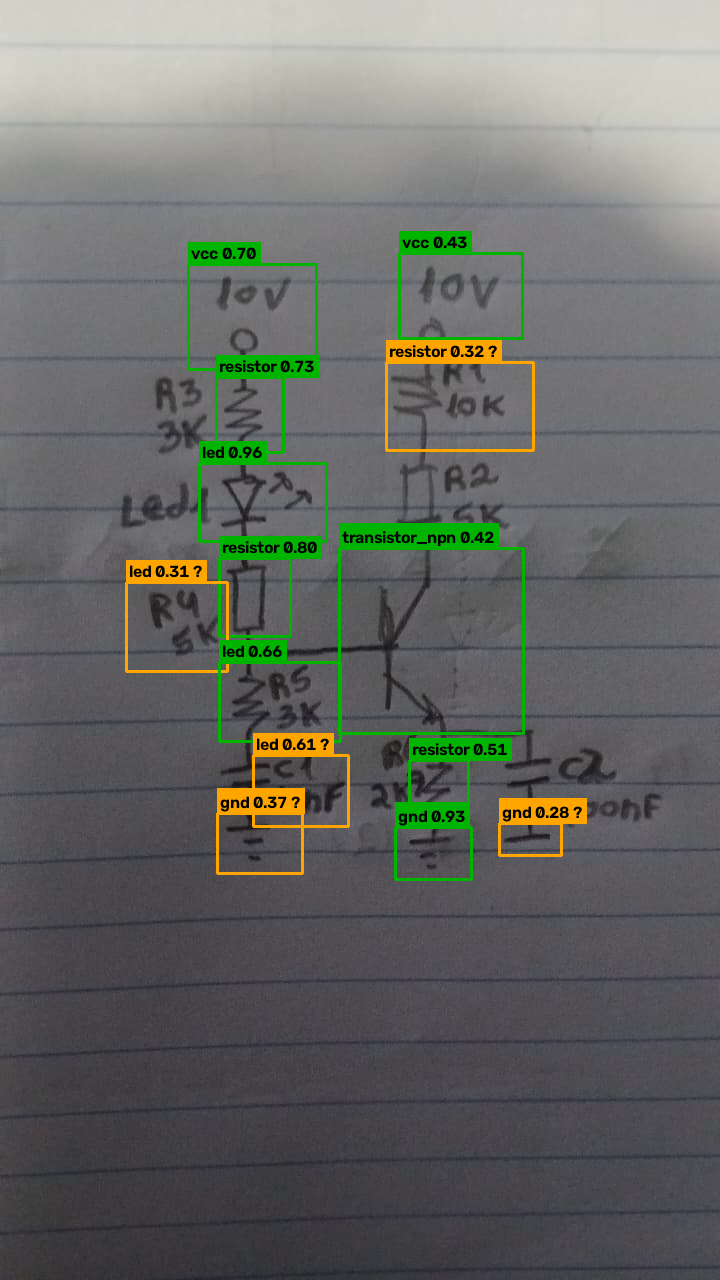 vcc 0.70
10V
vcc 0.43
10V
resistor 0.73
R3
3K
resistor 0.32 ?
R1
10K
led 0.96
Led1
R2
5K
resistor 0.80
transistor_npn 0.42
led 0.31 ?
R4
5K
led 0.66
R5
3K
led 0.61 ?
C1
nF
resistor 0.51
2K
C2
gnd 0.37 ?
gnd 0.93
gnd 0.28 ?